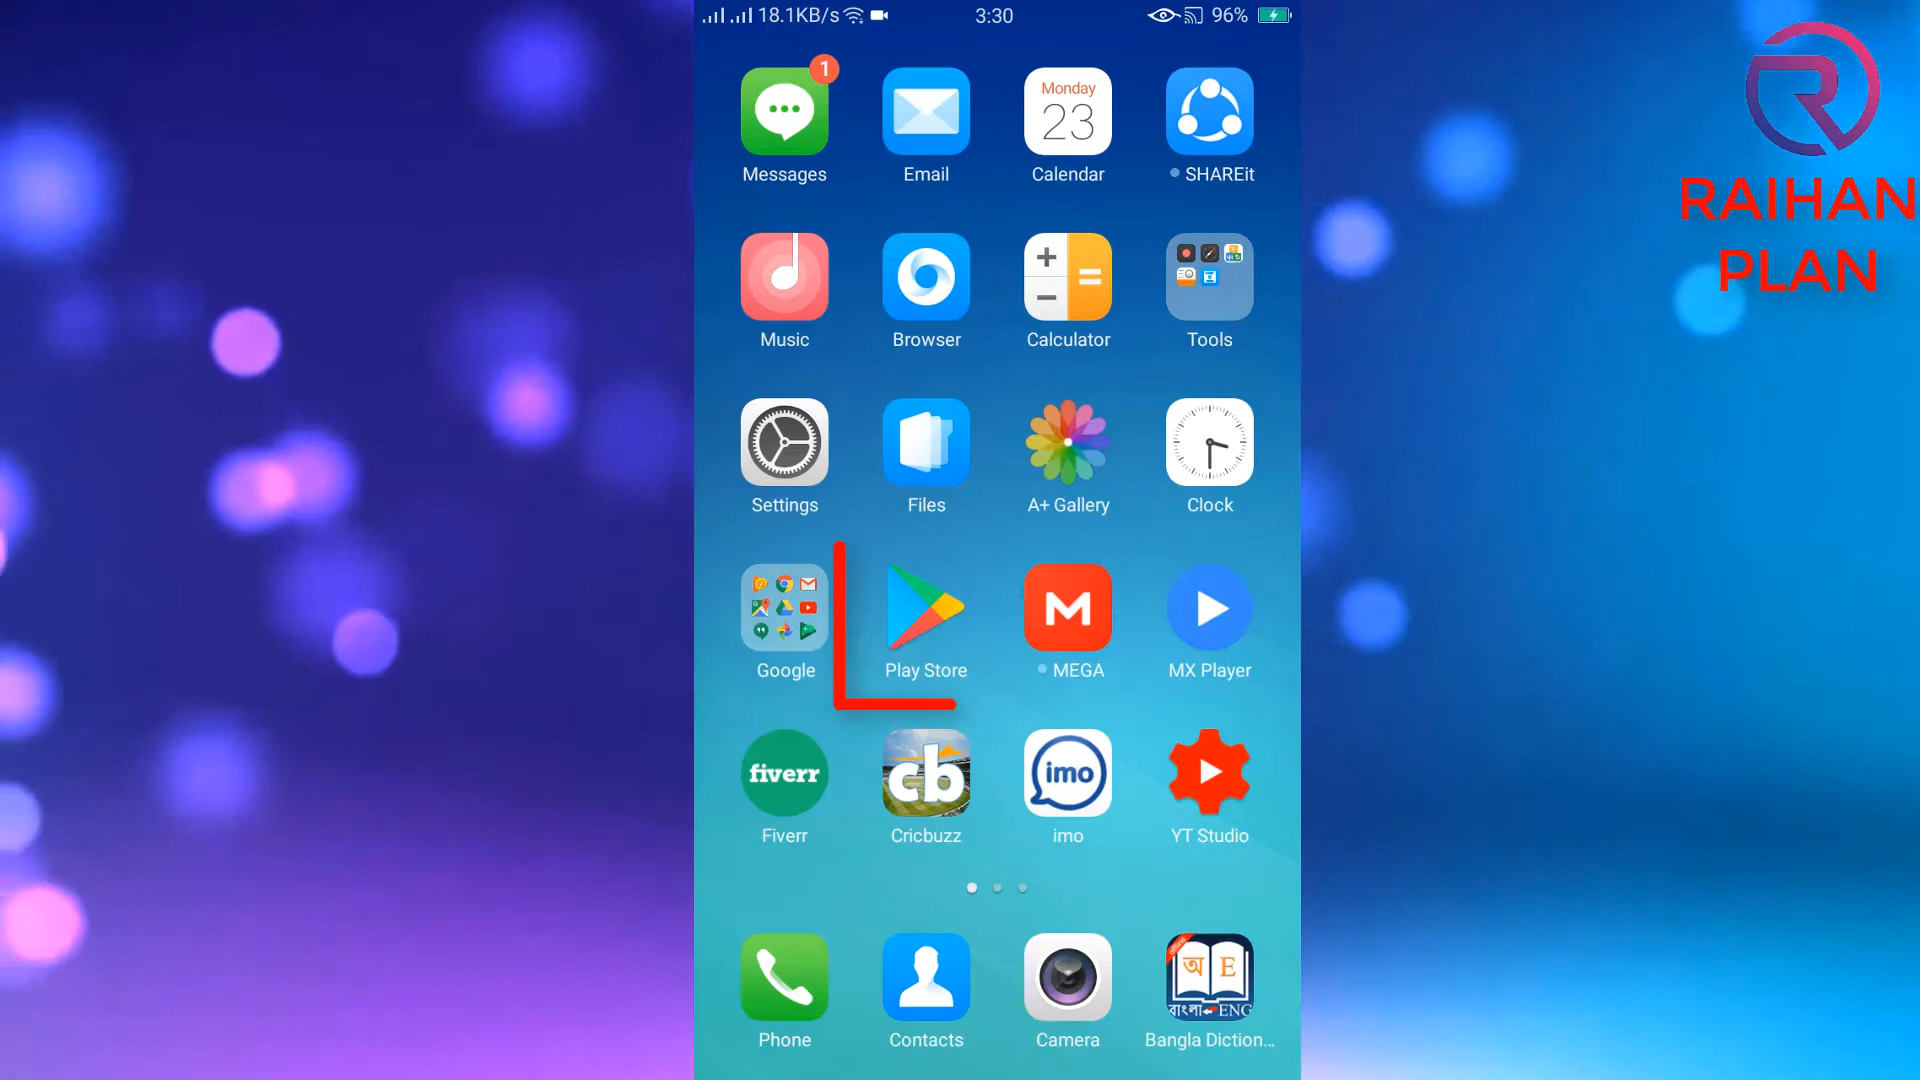 18.1KB/s 3:30 96%
RAIHAN
PLAN
1
Monday
23
Messages Email Calendar SHAREit
Music Browser Calculator Tools
Settings Files A+ Gallery Clock
Google Play Store MEGA MX Player
fiverr cb imo
Fiverr Cricbuzz imo YT Studio
অ E
বাংলা ENG
Phone Contacts Camera Bangla Diction...